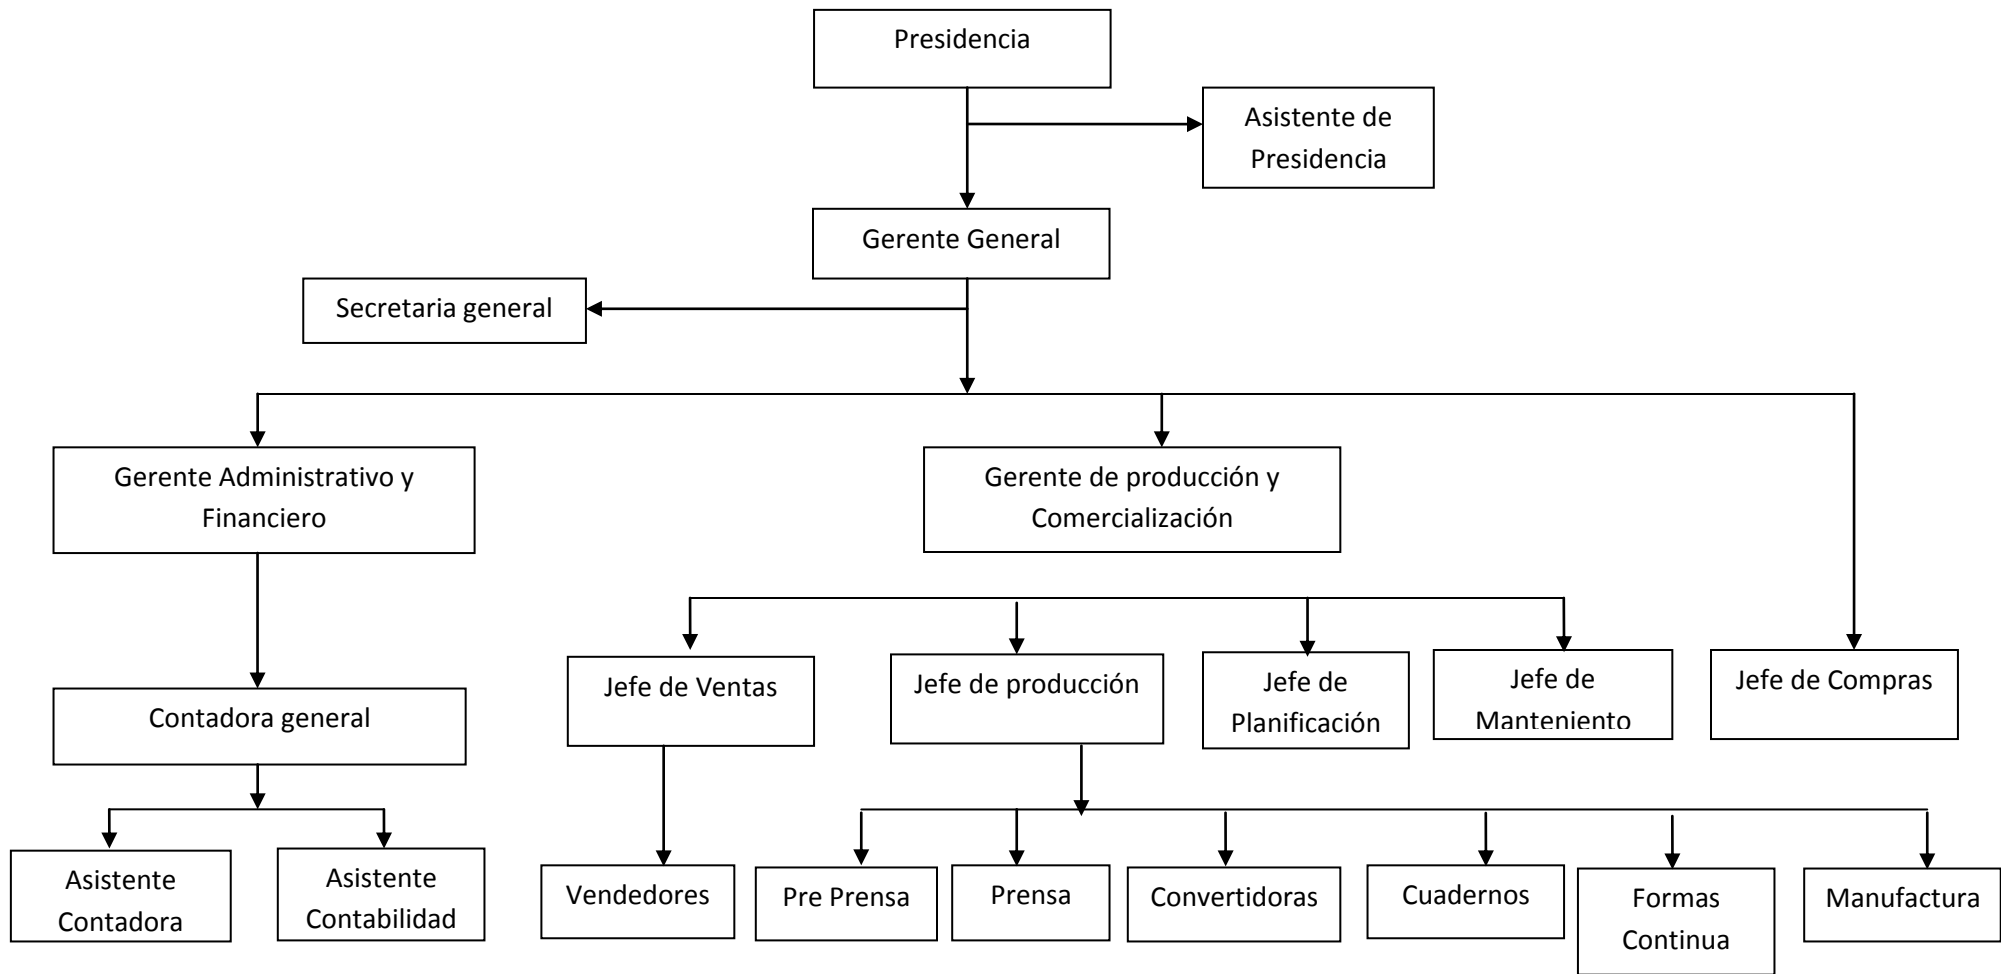 Presidencia
Asistente de
Presidencia
Gerente General
Secretaria general
Gerente Administrativo y
Financiero
Gerente de producción y
Comercialización
Jefe de Ventas
Jefe de producción
Jefe de
Planificación
Jefe de
Manteniento
Jefe de Compras
Contadora general
Asistente
Contadora
Asistente
Contabilidad
Vendedores
Pre Prensa
Prensa
Convertidoras
Cuadernos
Formas
Continua
Manufactura